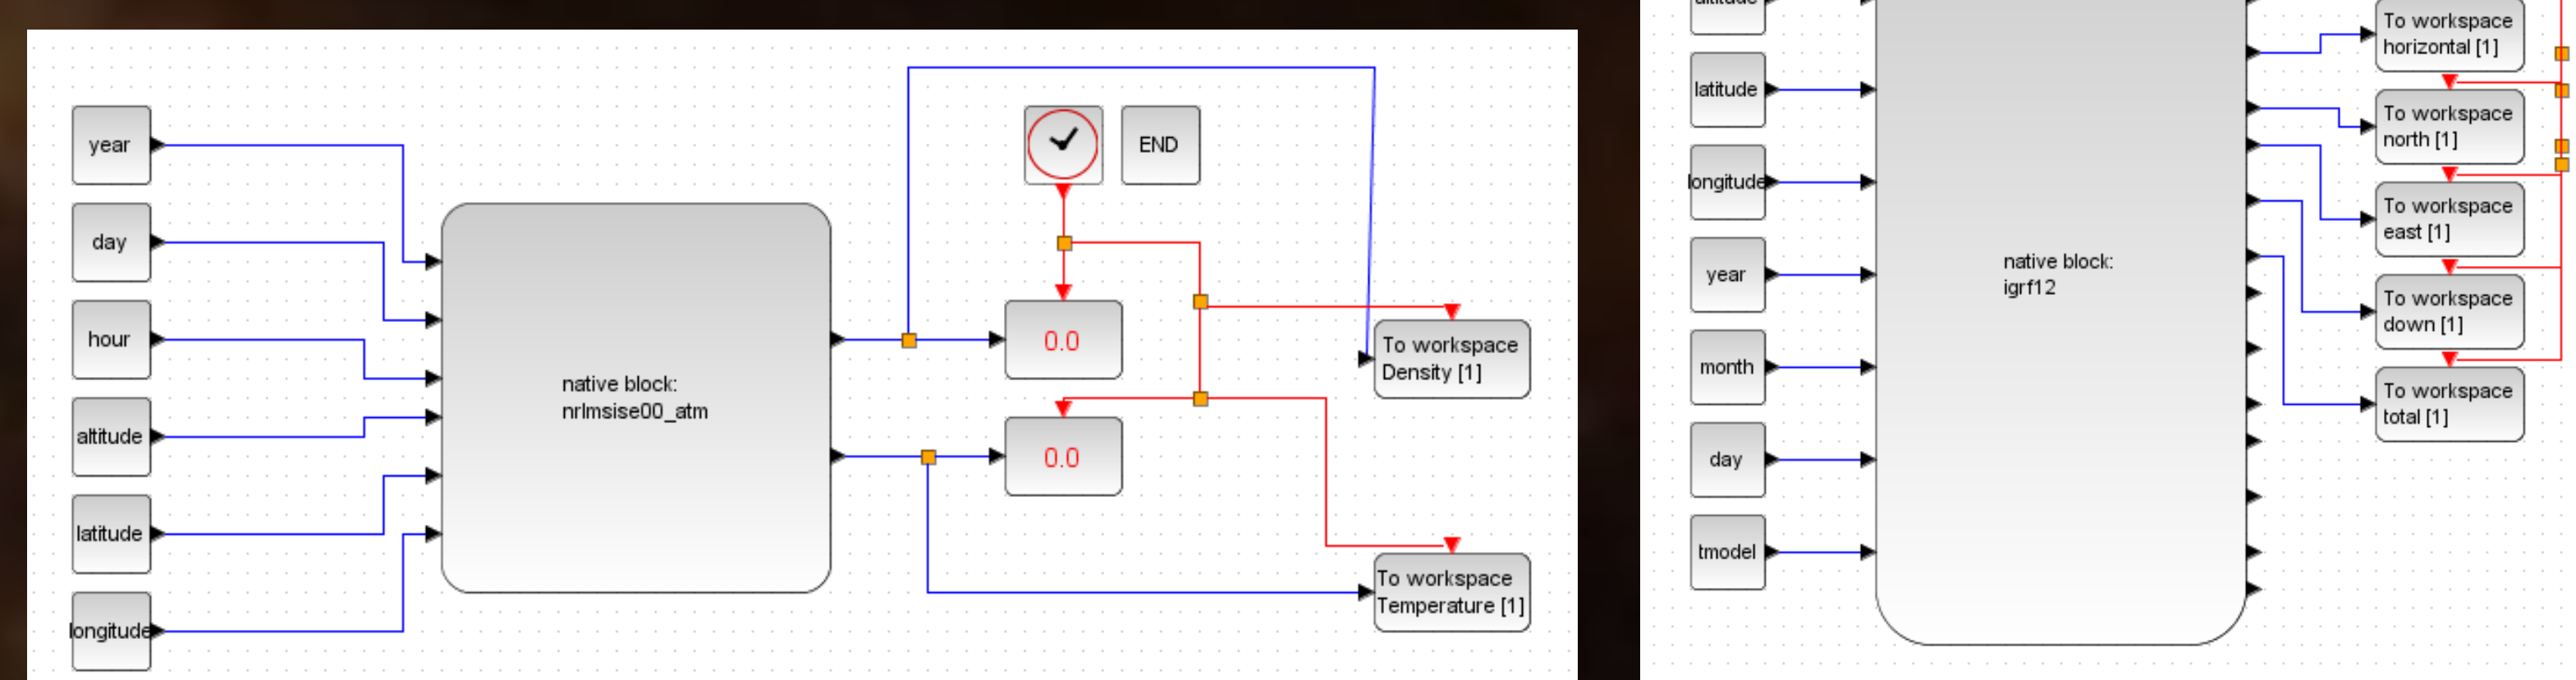 year
day
hour
altitude
latitude
longitude
native block:
nrlmsise00_atm
END
0.0
0.0
To workspace
Density [1]
To workspace
Temperature [1]
altitude
latitude
longitude
year
month
day
tmodel
native block:
igrf12
To workspace
horizontal [1]
To workspace
north [1]
To workspace
east [1]
To workspace
down [1]
To workspace
total [1]